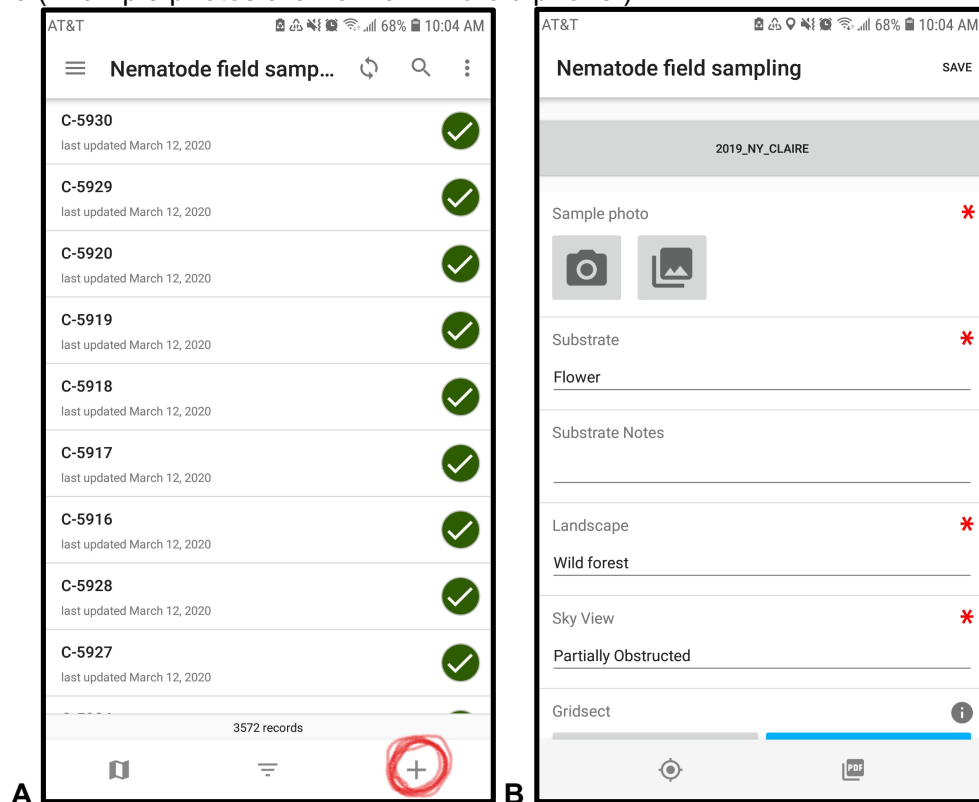 AT&T 68% 10:04 AM
Nematode field samp...
C-5930
last updated March 12, 2020
C-5929
last updated March 12, 2020
C-5920
last updated March 12, 2020
C-5919
last updated March 12, 2020
C-5918
last updated March 12, 2020
C-5917
last updated March 12, 2020
C-5916
last updated March 12, 2020
C-5928
last updated March 12, 2020
C-5927
last updated March 12, 2020
3572 records
A
AT&T 68% 10:04 AM
Nematode field sampling SAVE
2019_NY_CLAIRE
Sample photo *
Substrate *
Flower
Substrate Notes
Landscape *
Wild forest
Sky View *
Partially Obstructed
Gridsect
PDF
B